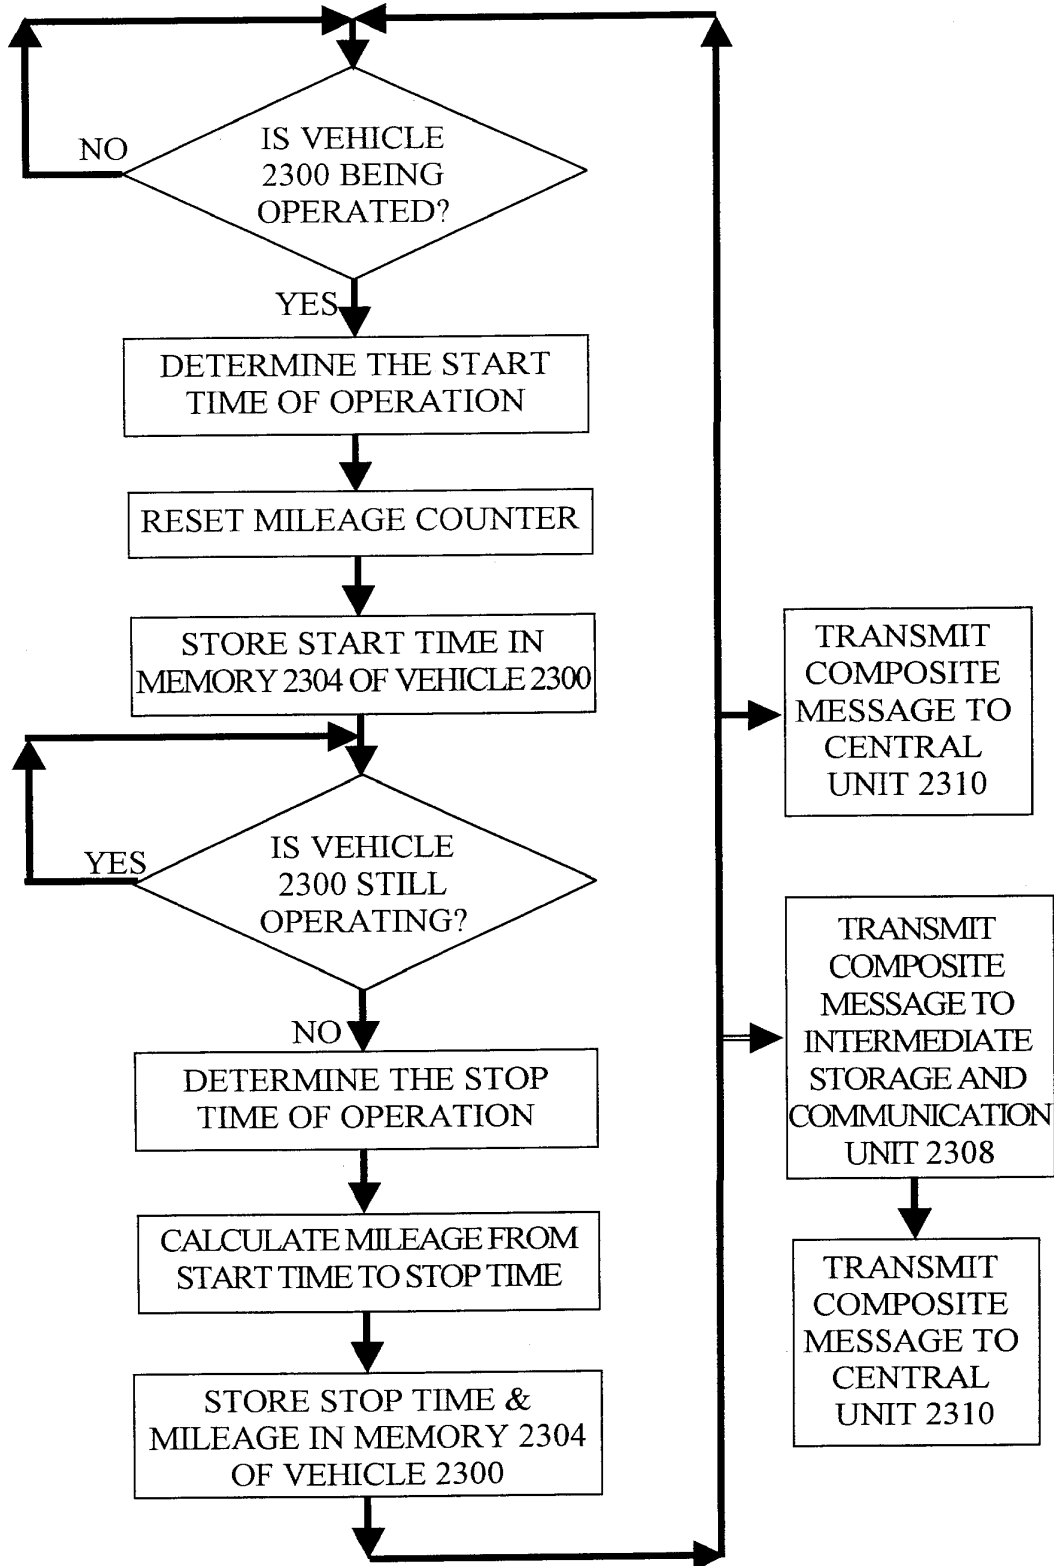 IS VEHICLE
2300 BEING
OPERATED?
NO
YES
DETERMINE THE START
TIME OF OPERATION
RESET MILEAGE COUNTER
STORE START TIME IN
MEMORY 2304 OF VEHICLE 2300
IS VEHICLE
2300 STILL
OPERATING?
YES
NO
DETERMINE THE STOP
TIME OF OPERATION
CALCULATE MILEAGE FROM
START TIME TO STOP TIME
STORE STOP TIME &
MILEAGE IN MEMORY 2304
OF VEHICLE 2300
TRANSMIT
COMPOSITE
MESSAGE TO
CENTRAL
UNIT 2310
TRANSMIT
COMPOSITE
MESSAGE TO
INTERMEDIATE
STORAGE AND
COMMUNICATION
UNIT 2308
TRANSMIT
COMPOSITE
MESSAGE TO
CENTRAL
UNIT 2310